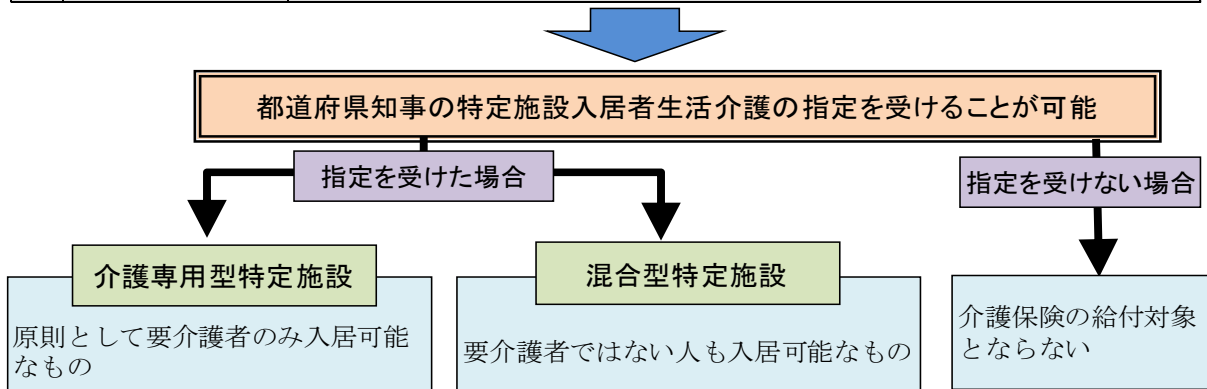 都道府県知事の特定施設入居者生活介護の指定を受けることが可能
指定を受けた場合
指定を受けない場合
介護専用型特定施設
原則として要介護者のみ入居可能
なもの
混合型特定施設
要介護者ではない人も入居可能なもの
介護保険の給付対象
とならない